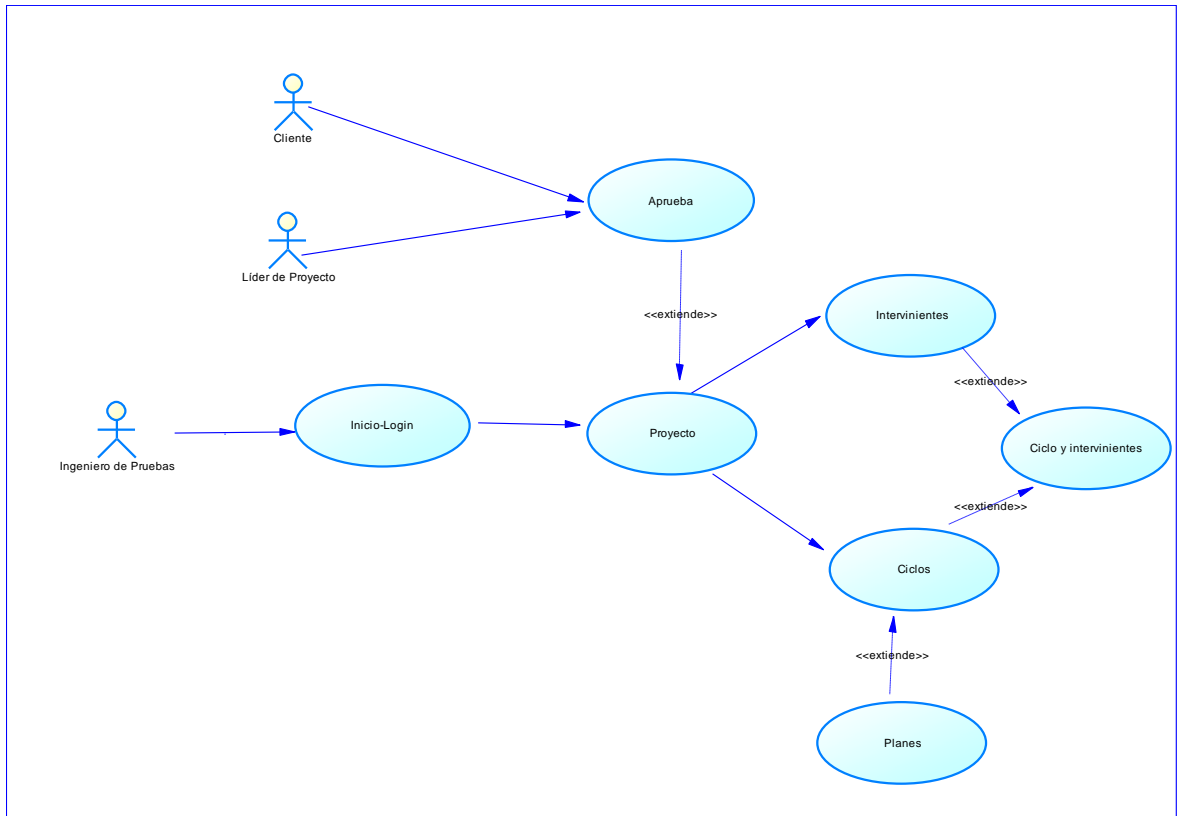 Cliente
Aprueba
Líder de Proyecto
<<extiende>>
Intervinientes
<<extiende>>
Inicio-Login
Proyecto
Ciclo y intervinientes
Ingeniero de Pruebas
<<extiende>>
Ciclos
<<extiende>>
Planes